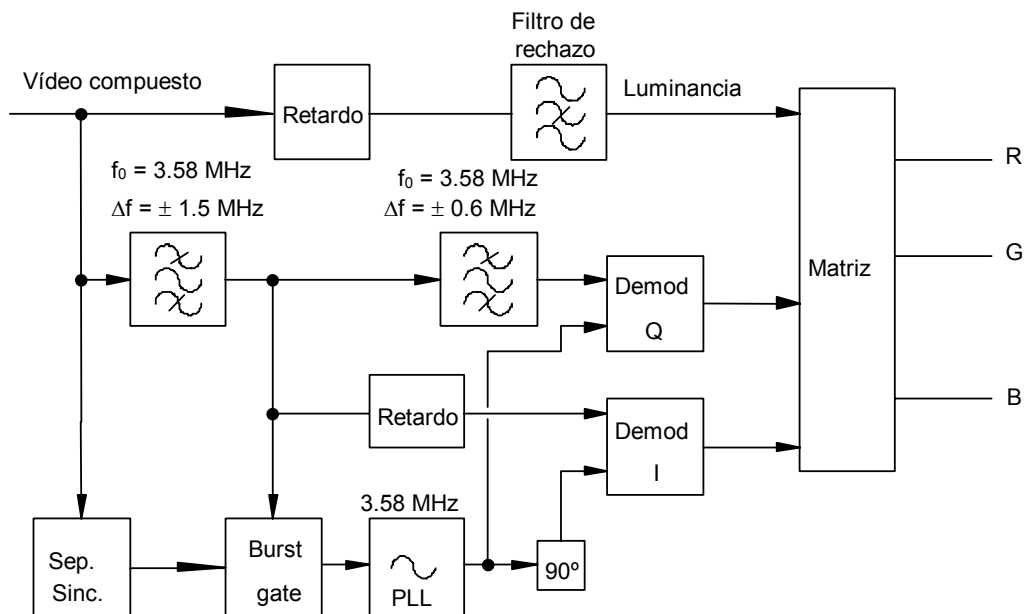 Filtro de
rechazo
Vídeo compuesto
Retardo
Luminancia
f₀ = 3.58 MHz
Δf = ± 1.5 MHz
f₀ = 3.58 MHz
Δf = ± 0.6 MHz
R
G
B
Matriz
Demod
Q
Retardo
Demod
I
3.58 MHz
Sep.
Sinc.
Burst
gate
PLL
90º